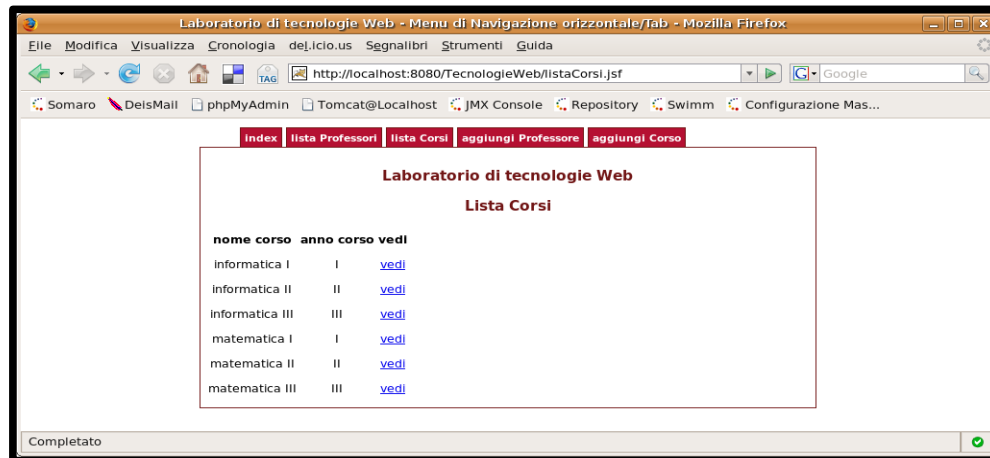 Laboratorio di tecnologie Web - Menu di Navigazione orizzontale/Tab - Mozilla Firefox
File Modifica Visualizza Cronologia del.icio.us Segnalibri Strumenti Guida
TAG http://localhost:8080/TecnologieWeb/listaCorsi.jsf G Google
Somaro DeisMail phpMyAdmin Tomcat@Localhost JMX Console Repository Swimm Configurazione Mas...
index lista Professori lista Corsi aggiungi Professore aggiungi Corso
Laboratorio di tecnologie Web
Lista Corsi
nome corso anno corso vedi
informatica I I vedi
informatica II II vedi
informatica III III vedi
matematica I I vedi
matematica II II vedi
matematica III III vedi
Completato